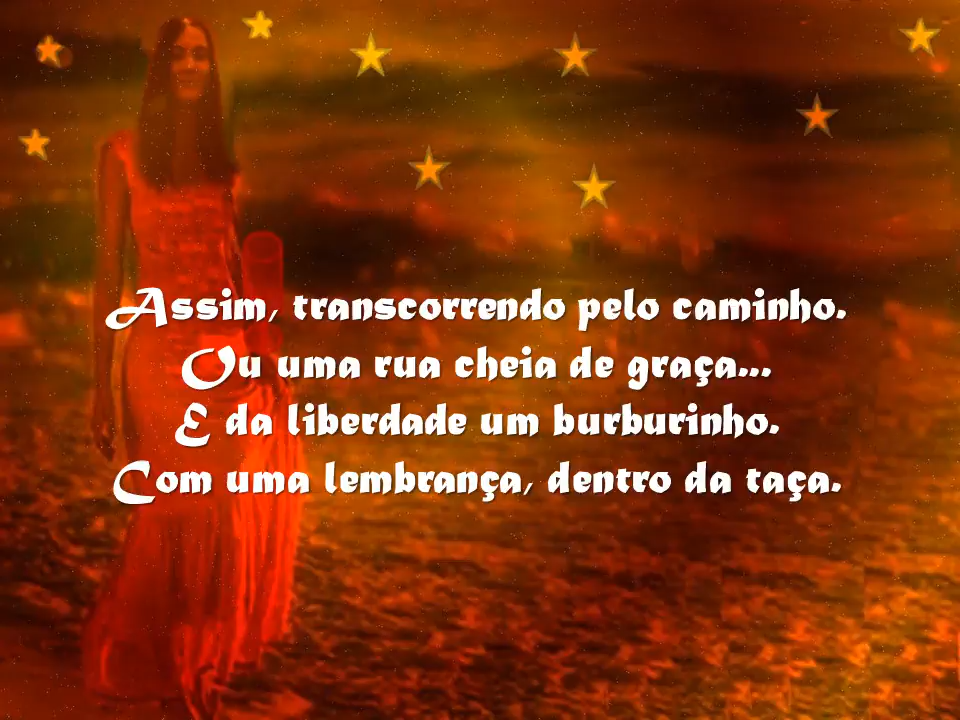 Assim, transcorrendo pelo caminho.
Ou uma rua cheia de graça...
E da liberdade um burburinho.
Com uma lembrança, dentro da taça.